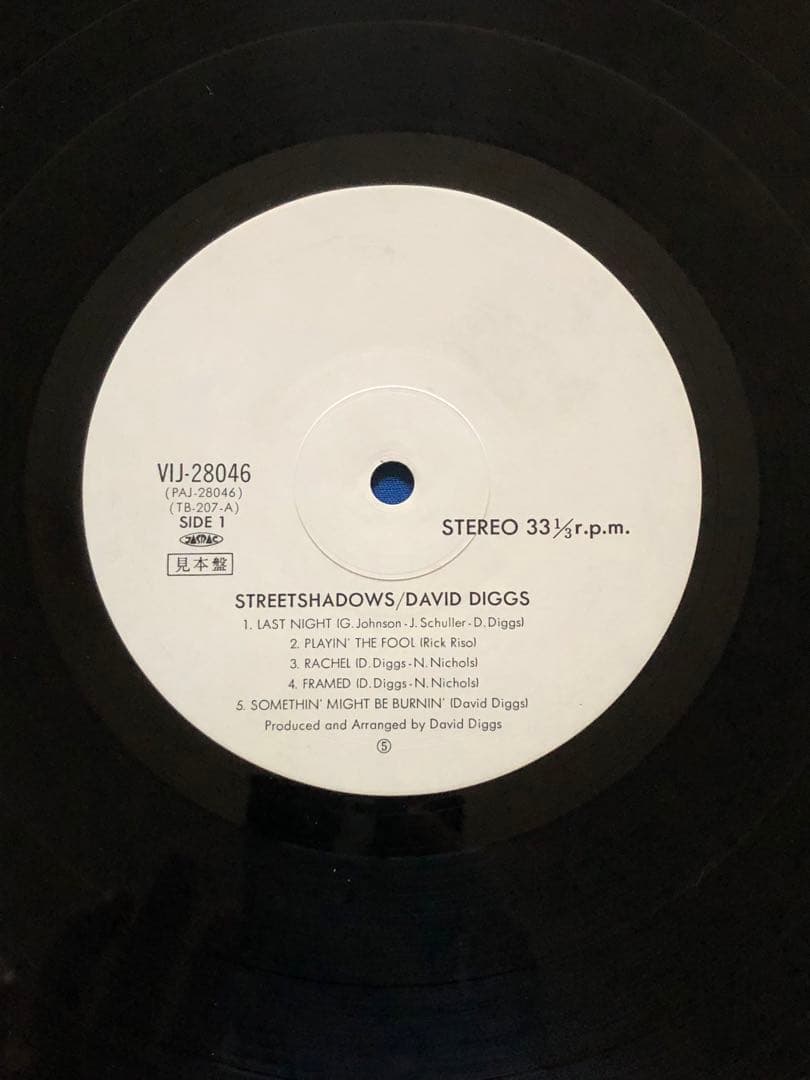 VIJ-28046
(PAJ-28046)
(TB-207-A)
SIDE 1
JASRAC
見本盤
STEREO 33⅓r.p.m.
STREETSHADOWS/DAVID DIGGS
1. LAST NIGHT (G. Johnson-J. Schuller-D. Diggs)
2. PLAYIN' THE FOOL (Rick Riso)
3. RACHEL (D. Diggs-N. Nichols)
4. FRAMED (D. Diggs-N. Nichols)
5. SOMETHIN' MIGHT BE BURNIN' (David Diggs)
Produced and Arranged by David Diggs
⑤